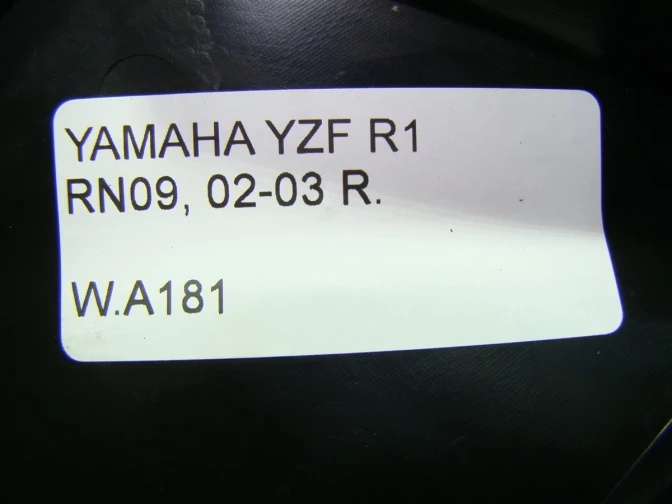 YAMAHA YZF R1
RN09, 02-03 R.
W.A181